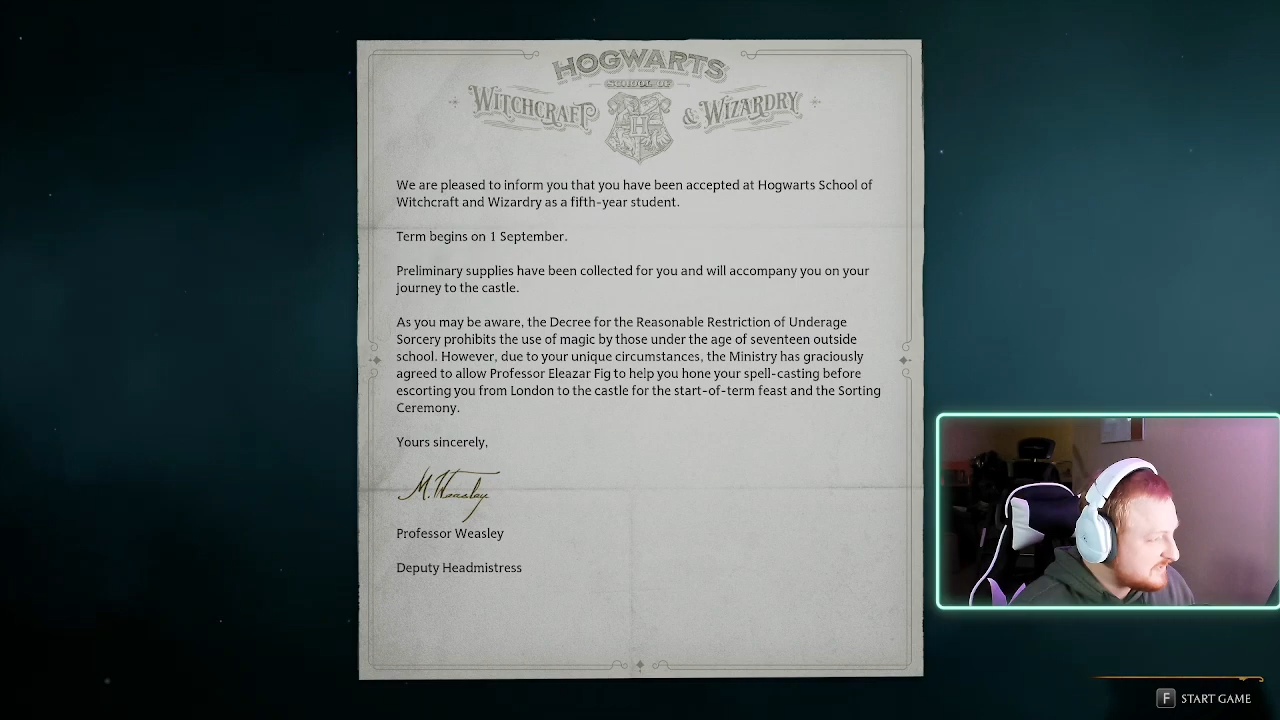 HOGWARTS
SCHOOL OF
WITCHCRAFT & WIZARDRY
H
We are pleased to inform you that you have been accepted at Hogwarts School of
Witchcraft and Wizardry as a fifth-year student.
Term begins on 1 September.
Preliminary supplies have been collected for you and will accompany you on your
journey to the castle.
As you may be aware, the Decree for the Reasonable Restriction of Underage
Sorcery prohibits the use of magic by those under the age of seventeen outside
school. However, due to your unique circumstances, the Ministry has graciously
agreed to allow Professor Eleazar Fig to help you hone your spell-casting before
escorting you from London to the castle for the start-of-term feast and the Sorting
Ceremony.
Yours sincerely,
M. Weasley
Professor Weasley
Deputy Headmistress
F START GAME